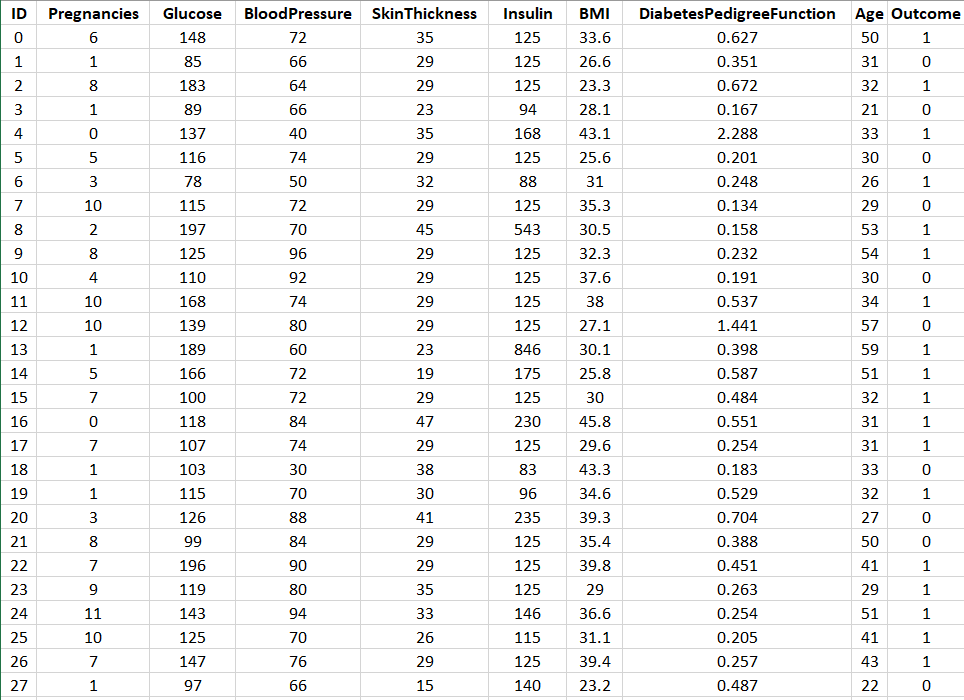 ID Pregnancies Glucose BloodPressure SkinThickness Insulin BMI DiabetesPedigreeFunction Age Outcome
0 6 148 72 35 125 33.6 0.627 50 1
1 1 85 66 29 125 26.6 0.351 31 0
2 8 183 64 29 125 23.3 0.672 32 1
3 1 89 66 23 94 28.1 0.167 21 0
4 0 137 40 35 168 43.1 2.288 33 1
5 5 116 74 29 125 25.6 0.201 30 0
6 3 78 50 32 88 31 0.248 26 1
7 10 115 72 29 125 35.3 0.134 29 0
8 2 197 70 45 543 30.5 0.158 53 1
9 8 125 96 29 125 32.3 0.232 54 1
10 4 110 92 29 125 37.6 0.191 30 0
11 10 168 74 29 125 38 0.537 34 1
12 10 139 80 29 125 27.1 1.441 57 0
13 1 189 60 23 846 30.1 0.398 59 1
14 5 166 72 19 175 25.8 0.587 51 1
15 7 100 72 29 125 30 0.484 32 1
16 0 118 84 47 230 45.8 0.551 31 1
17 7 107 74 29 125 29.6 0.254 31 1
18 1 103 30 38 83 43.3 0.183 33 0
19 1 115 70 30 96 34.6 0.529 32 1
20 3 126 88 41 235 39.3 0.704 27 0
21 8 99 84 29 125 35.4 0.388 50 0
22 7 196 90 29 125 39.8 0.451 41 1
23 9 119 80 35 125 29 0.263 29 1
24 11 143 94 33 146 36.6 0.254 51 1
25 10 125 70 26 115 31.1 0.205 41 1
26 7 147 76 29 125 39.4 0.257 43 1
27 1 97 66 15 140 23.2 0.487 22 0